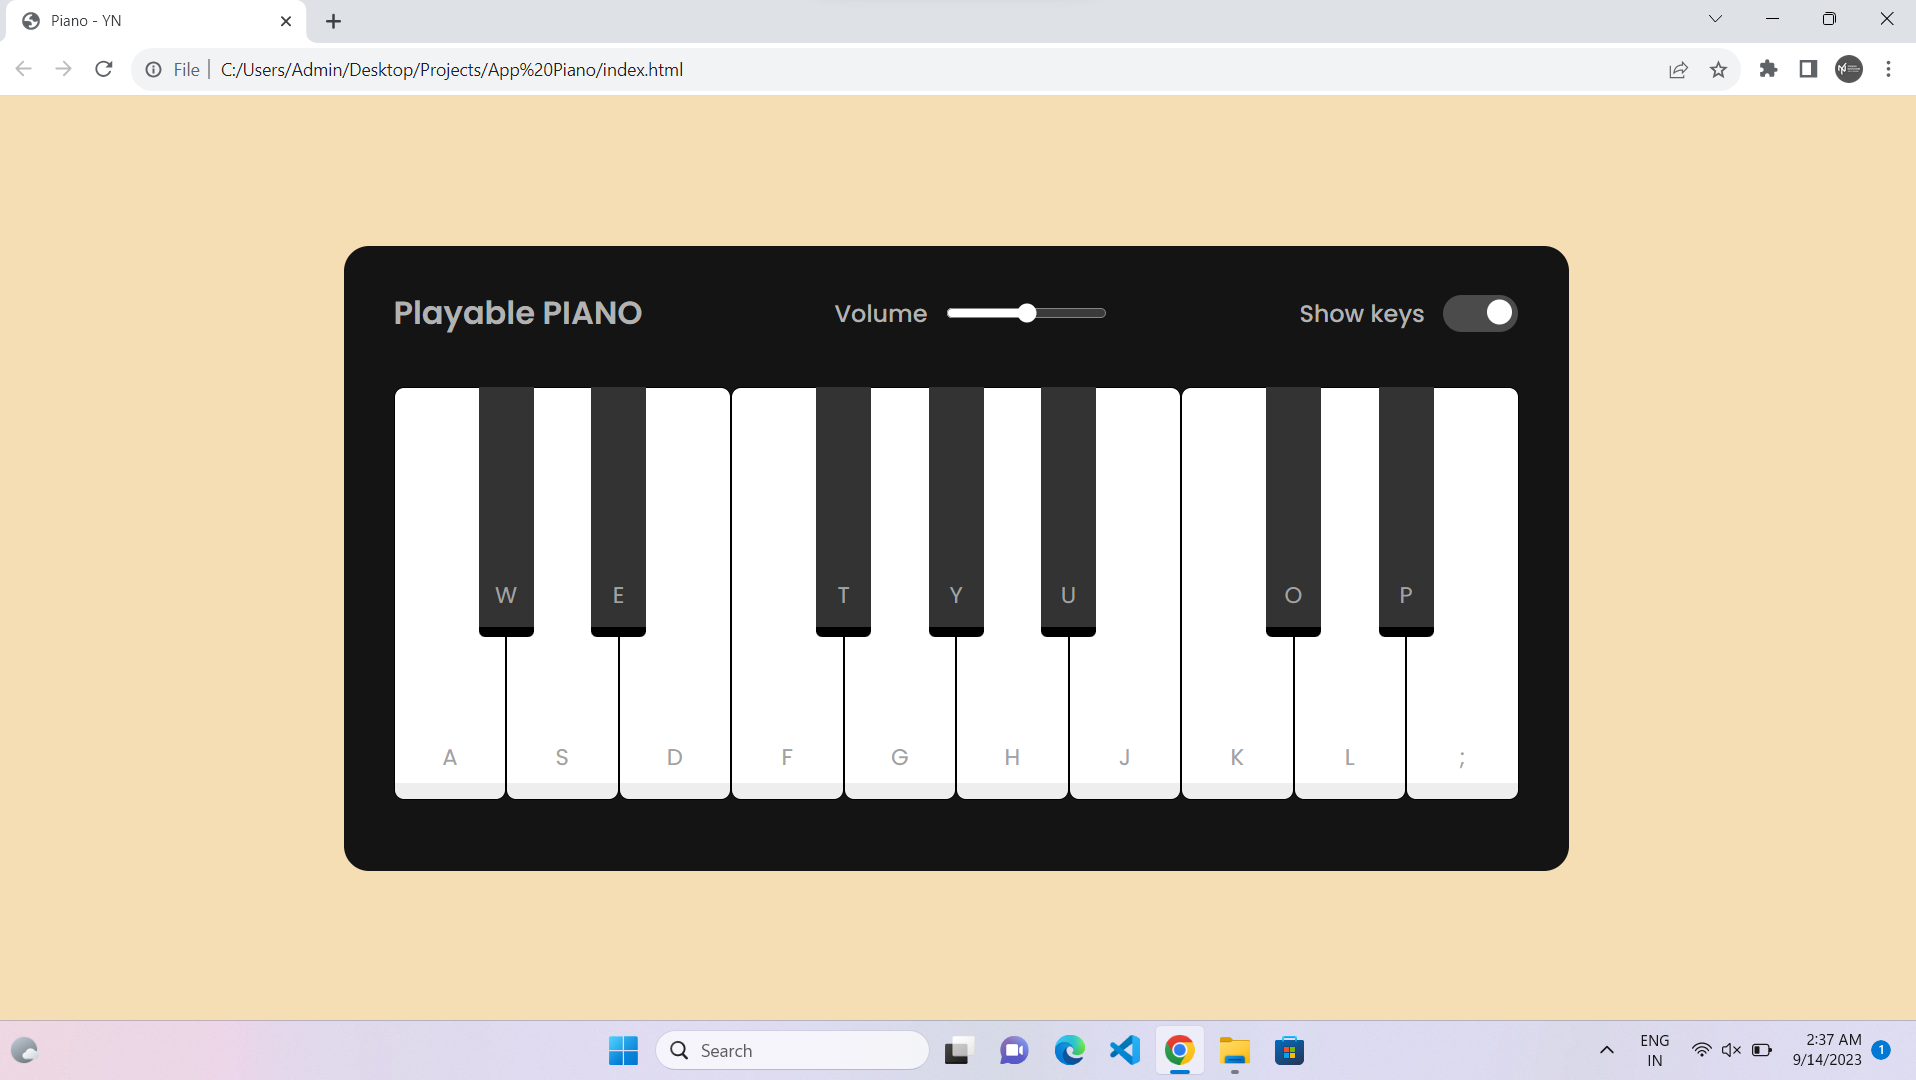 Piano - YN
File
C:/Users/Admin/Desktop/Projects/App%20Piano/index.html
Playable PIANO
Volume
Show keys
W E T Y U O P
A S D F G H J K L ;
Search
ENG
IN
2:37 AM
9/14/2023
1